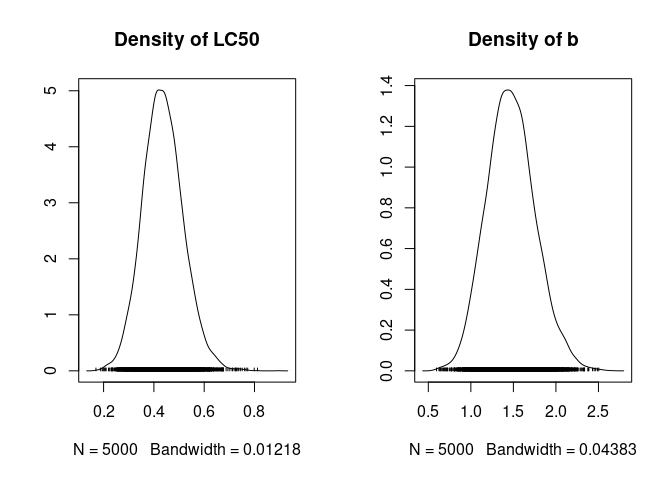 Density of LC50
5
4
3
2
1
0
0.2 0.4 0.6 0.8
N = 5000 Bandwidth = 0.01218
Density of b
1.4
1.2
1.0
0.8
0.6
0.4
0.2
0.0
0.5 1.0 1.5 2.0 2.5
N = 5000 Bandwidth = 0.04383